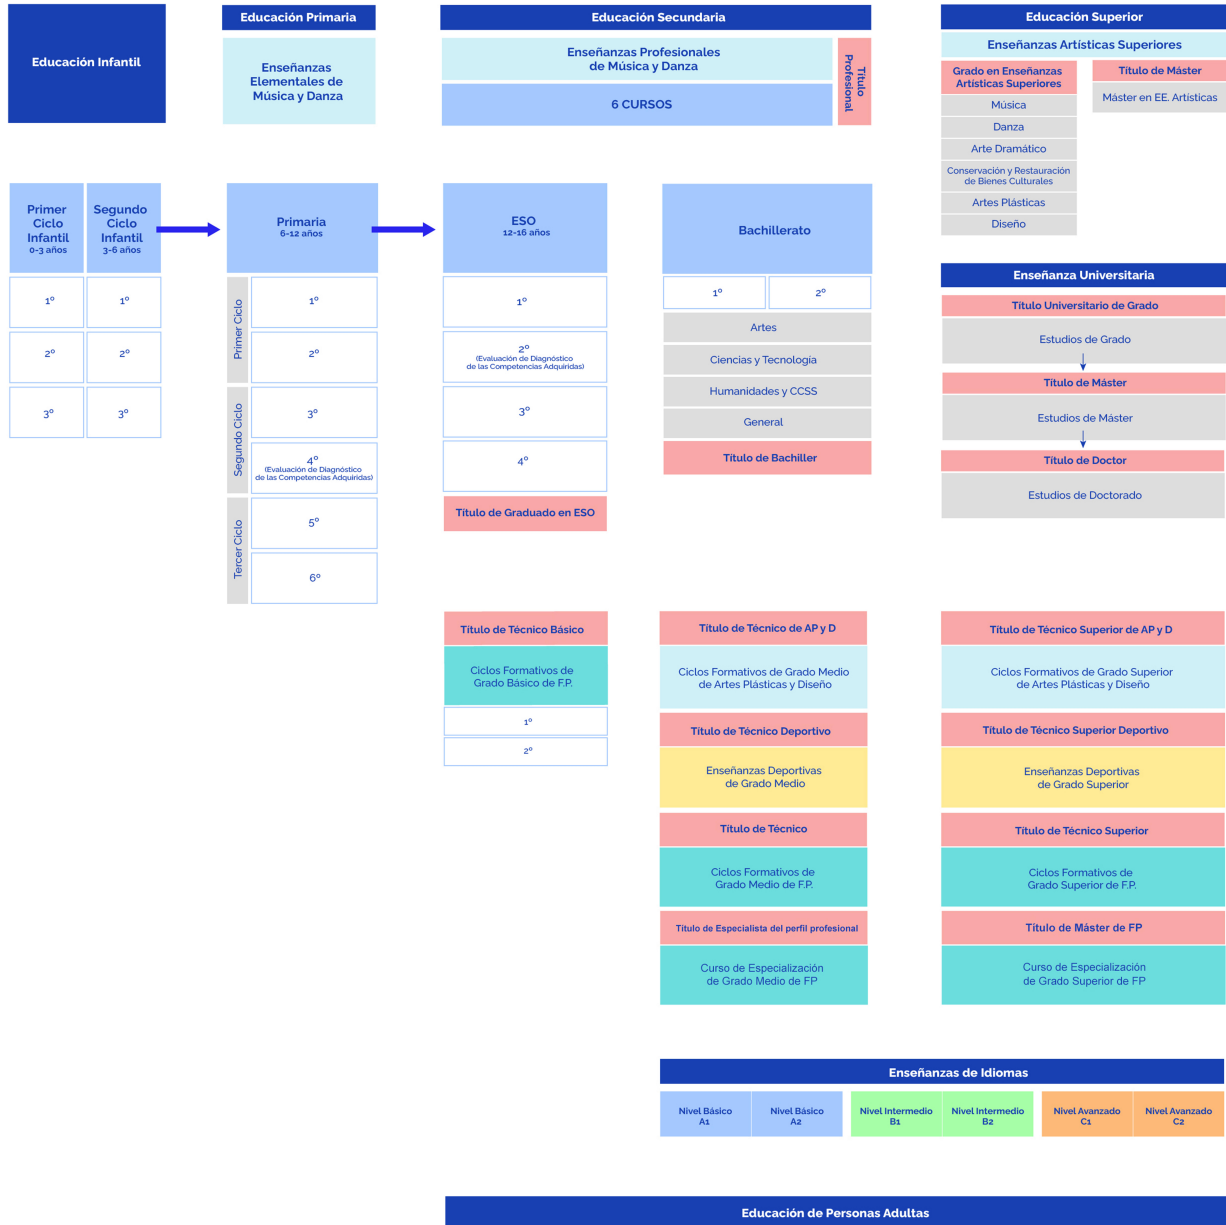 Educación Infantil
Educación Primaria
Enseñanzas
Elementales de
Música y Danza
Educación Secundaria
Enseñanzas Profesionales
de Música y Danza
6 CURSOS
Título
Profesional
Educación Superior
Enseñanzas Artísticas Superiores
Grado en Enseñanzas
Artísticas Superiores
Música
Danza
Arte Dramático
Conservación y Restauración
de Bienes Culturales
Artes Plásticas
Diseño
Título de Máster
Máster en EE. Artísticas
Primer
Ciclo
Infantil
0-3 años
1º
2º
3º
Segundo
Ciclo
Infantil
3-6 años
1º
2º
3º
Primaria
6-12 años
Primer Ciclo
1º
2º
Segundo Ciclo
3º
4º
(Evaluación de Diagnóstico
de las Competencias Adquiridas)
Tercer Ciclo
5º
6º
ESO
12-16 años
1º
2º
(Evaluación de Diagnóstico
de las Competencias Adquiridas)
3º
4º
Título de Graduado en ESO
Bachillerato
1º
2º
Artes
Ciencias y Tecnología
Humanidades y CCSS
General
Título de Bachiller
Enseñanza Universitaria
Título Universitario de Grado
Estudios de Grado
Título de Máster
Estudios de Máster
Título de Doctor
Estudios de Doctorado
Título de Técnico Básico
Ciclos Formativos de
Grado Básico de F.P.
1º
2º
Título de Técnico de AP y D
Ciclos Formativos de Grado Medio
de Artes Plásticas y Diseño
Título de Técnico Deportivo
Enseñanzas Deportivas
de Grado Medio
Título de Técnico
Ciclos Formativos de
Grado Medio de F.P.
Título de Especialista del perfil profesional
Curso de Especialización
de Grado Medio de FP
Título de Técnico Superior de AP y D
Ciclos Formativos de Grado Superior
de Artes Plásticas y Diseño
Título de Técnico Superior Deportivo
Enseñanzas Deportivas
de Grado Superior
Título de Técnico Superior
Ciclos Formativos de
Grado Superior de F.P.
Título de Máster de FP
Curso de Especialización
de Grado Superior de FP
Enseñanzas de Idiomas
Nivel Básico
A1
Nivel Básico
A2
Nivel Intermedio
B1
Nivel Intermedio
B2
Nivel Avanzado
C1
Nivel Avanzado
C2
Educación de Personas Adultas